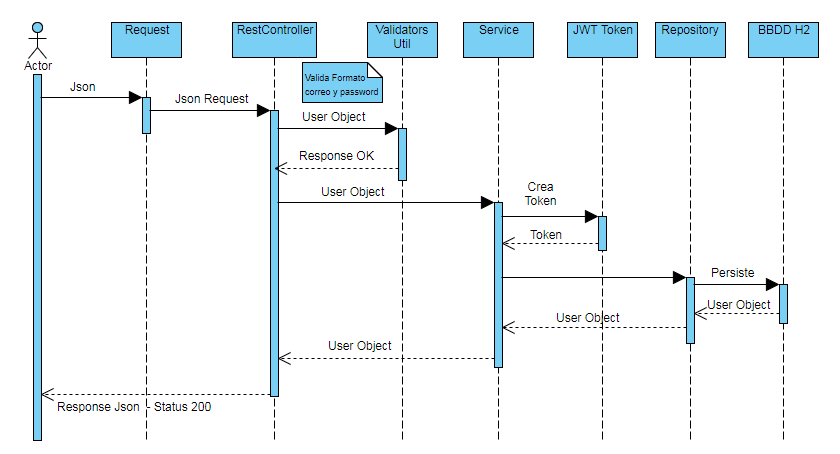 Request
RestController
Validators
Util
Service
JWT Token
Repository
BBDD H2
Actor
Valida Formato
correo y password
Json
Json Request
User Object
Response OK
User Object
Crea
Token
Token
Persiste
User Object
User Object
User Object
Response Json - Status 200